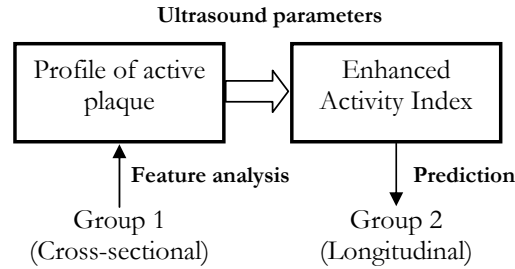 Ultrasound parameters
Profile of active
plaque
Enhanced
Activity Index
Feature analysis
Prediction
Group 1
(Cross-sectional)
Group 2
(Longitudinal)